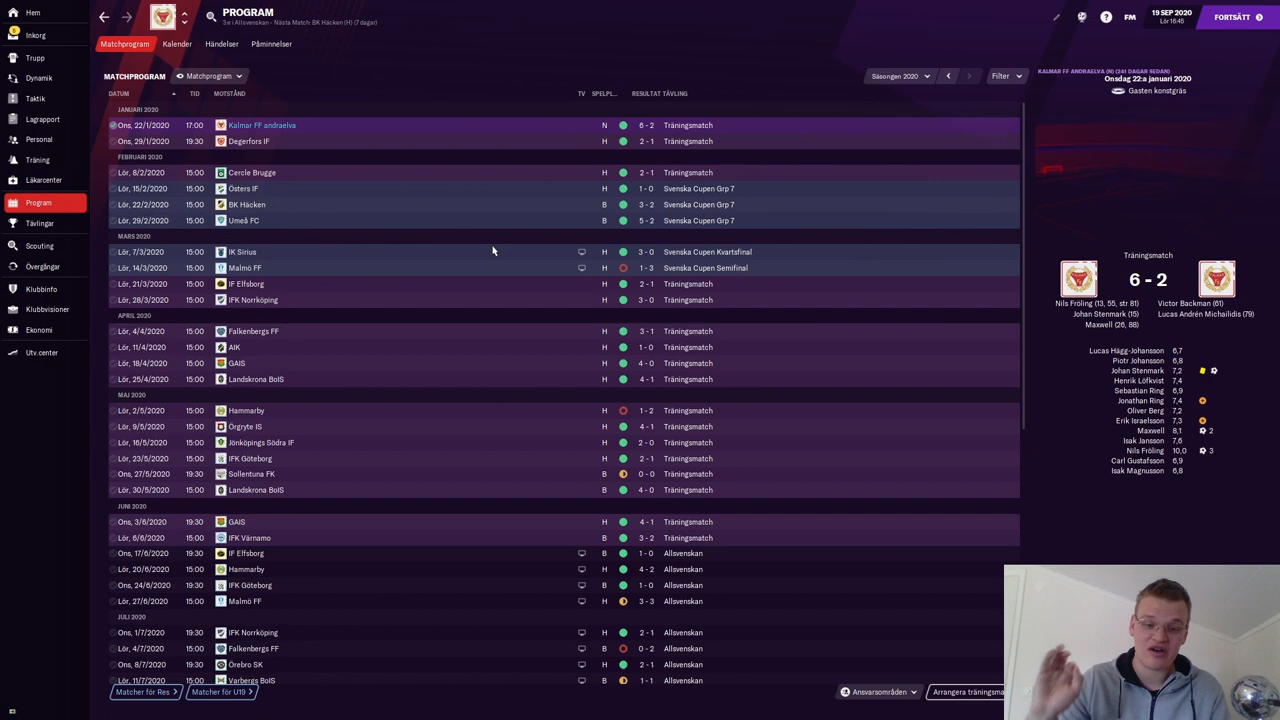 Hem
Inkorg
Trupp
Dynamik
Taktik
Lagrapport
Personal
Träning
Läkarcenter
Program
Tävlingar
Scouting
Övergångar
Klubbinfo
Klubbvisioner
Ekonomi
Utv.center
PROGRAM
3:e i Allsvenskan - Nästa Match: BK Häcken (H) (7 dagar)
FM
19 SEP 2020
Lör 16:45
FORTSÄTT
Matchprogram Kalender Händelser Påminnelser
MATCHPROGRAM Matchprogram Säsongen 2020 Filter
DATUM TID MOTSTÅND TV SPELPL... RESULTAT TÄVLING
JANUARI 2020
Ons, 22/1/2020 17:00 Kalmar FF andraelva N 6 - 2 Träningsmatch
Ons, 29/1/2020 19:30 Degerfors IF H 2 - 1 Träningsmatch
FEBRUARI 2020
Lör, 8/2/2020 15:00 Cercle Brugge H 2 - 1 Träningsmatch
Lör, 15/2/2020 15:00 Östers IF H 1 - 0 Svenska Cupen Grp 7
Lör, 22/2/2020 15:00 BK Häcken B 3 - 2 Svenska Cupen Grp 7
Lör, 29/2/2020 15:00 Umeå FC B 5 - 2 Svenska Cupen Grp 7
MARS 2020
Lör, 7/3/2020 15:00 IK Sirius H 3 - 0 Svenska Cupen Kvartsfinal
Lör, 14/3/2020 15:00 Malmö FF H 1 - 3 Svenska Cupen Semifinal
Lör, 21/3/2020 15:00 IF Elfsborg H 2 - 1 Träningsmatch
Lör, 28/3/2020 15:00 IFK Norrköping H 3 - 0 Träningsmatch
APRIL 2020
Lör, 4/4/2020 15:00 Falkenbergs FF H 3 - 1 Träningsmatch
Lör, 11/4/2020 15:00 AIK H 1 - 0 Träningsmatch
Lör, 18/4/2020 15:00 GAIS H 4 - 0 Träningsmatch
Lör, 25/4/2020 15:00 Landskrona BoIS H 4 - 1 Träningsmatch
MAJ 2020
Lör, 2/5/2020 15:00 Hammarby H 1 - 2 Träningsmatch
Lör, 9/5/2020 15:00 Örgryte IS H 4 - 1 Träningsmatch
Lör, 16/5/2020 15:00 Jönköpings Södra IF H 2 - 0 Träningsmatch
Lör, 23/5/2020 15:00 IFK Göteborg H 2 - 1 Träningsmatch
Ons, 27/5/2020 19:30 Sollentuna FK B 0 - 0 Träningsmatch
Lör, 30/5/2020 15:00 Landskrona BoIS B 4 - 0 Träningsmatch
JUNI 2020
Ons, 3/6/2020 19:30 GAIS H 4 - 1 Träningsmatch
Lör, 6/6/2020 15:00 IFK Värnamo B 3 - 2 Träningsmatch
Ons, 17/6/2020 19:30 IF Elfsborg B 1 - 0 Allsvenskan
Lör, 20/6/2020 15:00 Hammarby H 4 - 2 Allsvenskan
Ons, 24/6/2020 19:30 IFK Göteborg B 1 - 0 Allsvenskan
Lör, 27/6/2020 15:00 Malmö FF H 3 - 3 Allsvenskan
JULI 2020
Ons, 1/7/2020 19:30 IFK Norrköping H 2 - 1 Allsvenskan
Lör, 4/7/2020 15:00 Falkenbergs FF B 0 - 2 Allsvenskan
Ons, 8/7/2020 19:30 Örebro SK H 2 - 1 Allsvenskan
Lör, 11/7/2020 15:00 Varbergs BoIS B 1 - 1 Allsvenskan
Matcher för Res Matcher för U19 Ansvarsområden Arrangera träningsma
KALMAR FF ANDRAELVA (N) (241 DAGAR SEDAN)
Onsdag 22:a januari 2020
Gasten konstgräs
Träningsmatch
6 - 2
Nils Fröling (13, 55, str 81) Victor Backman (61)
Johan Stenmark (15) Lucas Andrén Michailidis (79)
Maxwell (26, 88)
Lucas Hägg-Johansson 6,7
Piotr Johansson 6,8
Johan Stenmark 7,2
Henrik Löfkvist 7,4
Sebastian Ring 6,9
Jonathan Ring 7,4
Oliver Berg 7,2
Erik Israelsson 7,3
Maxwell 8,1 2
Isak Jansson 7,6
Nils Fröling 10,0 3
Carl Gustafsson 6,9
Isak Magnusson 6,8